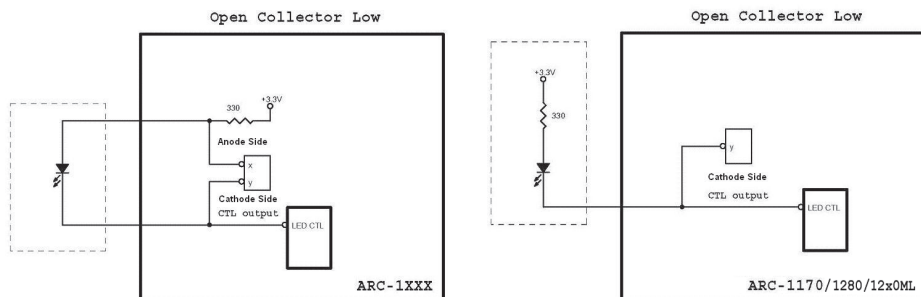 Open Collector Low
+3.3V
330
Anode Side
x
y
Cathode Side
CTL output
LED CTL
ARC-1XXX
Open Collector Low
+3.3V
330
y
Cathode Side
CTL output
LED CTL
ARC-1170/1280/12x0ML